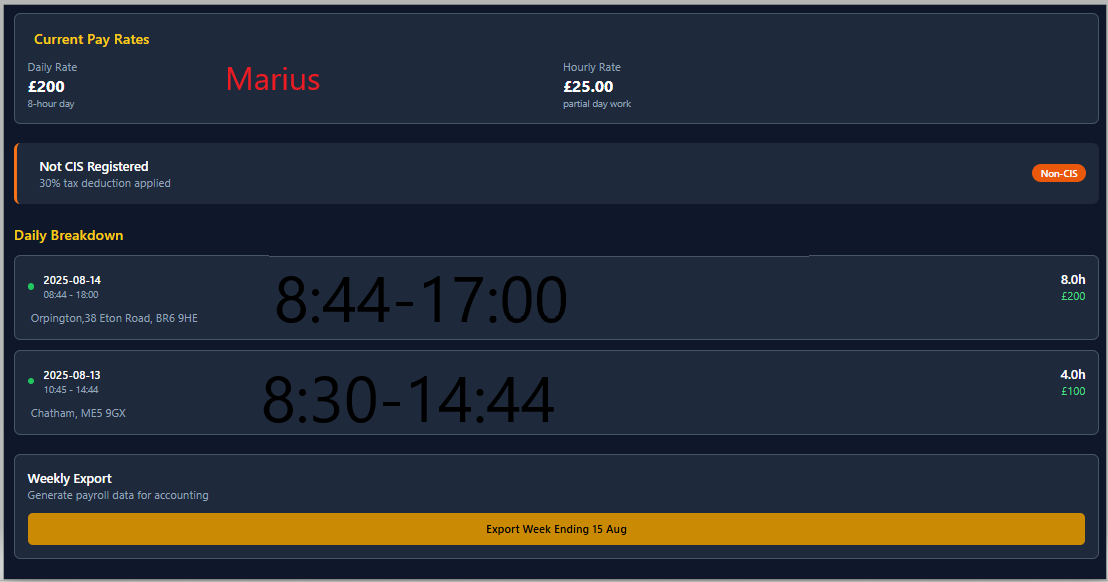 Current Pay Rates
Daily Rate
£200
8-hour day
Marius
Hourly Rate
£25.00
partial day work
Not CIS Registered
30% tax deduction applied
Non-CIS
Daily Breakdown
2025-08-14
08:44 - 18:00
Orpington,38 Eton Road, BR6 9HE
8:44-17:00
8.0h
£200
2025-08-13
10:45 - 14:44
Chatham, ME5 9GX
8:30-14:44
4.0h
£100
Weekly Export
Generate payroll data for accounting
Export Week Ending 15 Aug